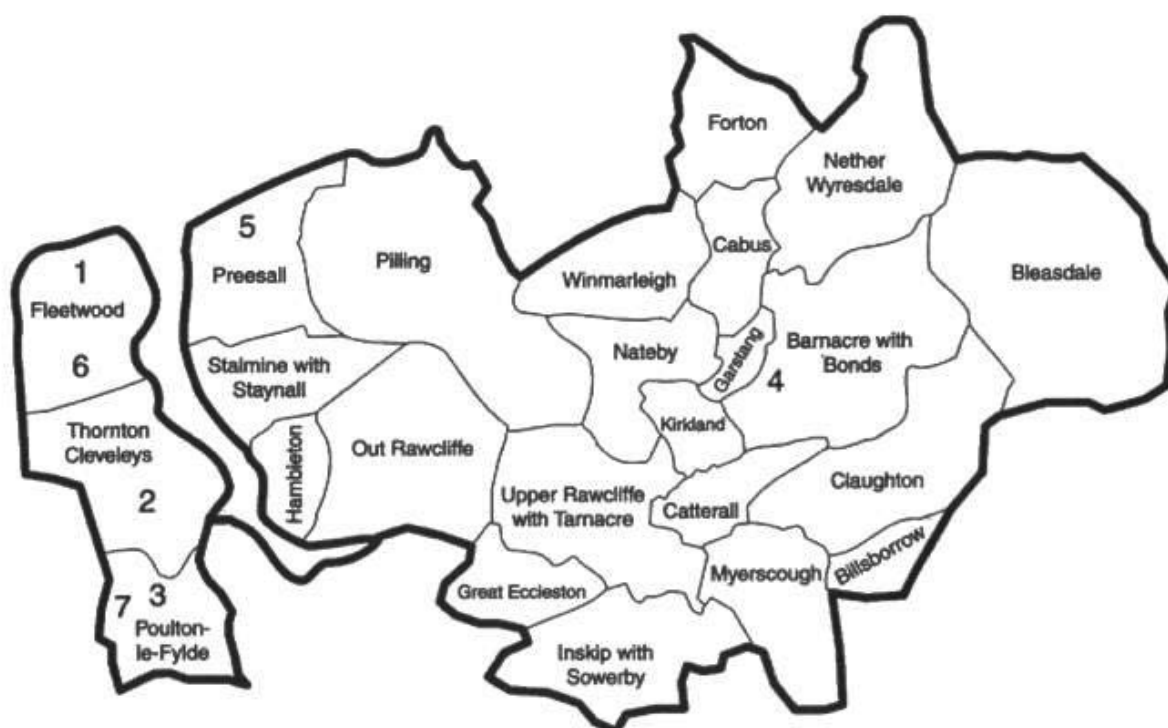 Forton
Nether
Wyresdale
5
Preesall
Pilling
Cabus
Winmarleigh
Bleasdale
1
Fleetwood
6
Stalmine with
Staynall
Nateby
Garstang
4
Barnacre with
'Bonds
Kirkland
Thornton
Cleveleys
2
Hambleton
Out Rawcliffe
Upper Rawcliffe
with Tarnacre
Catterall
Claughton
Myerscough
Billsborrow
Great Eccleston
7
3
Poulton-
le-Fylde
Inskip with
Sowerby